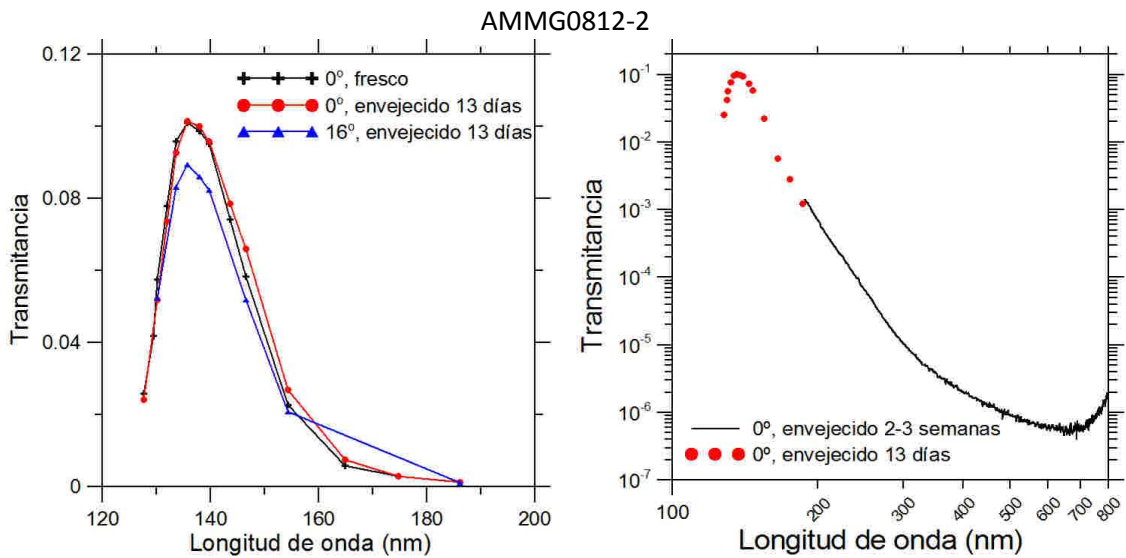 AMMG0812-2
0.12
0.08
0.04
0
Transmitancia
0º, fresco
0º, envejecido 13 días
16º, envejecido 13 días
120 140 160 180 200
Longitud de onda (nm)
10-1
10-2
10-3
10-4
10-5
10-6
10-7
Transmitancia
0º, envejecido 2-3 semanas
0º, envejecido 13 días
100 200 300 400 500 600 700 800
Longitud de onda (nm)